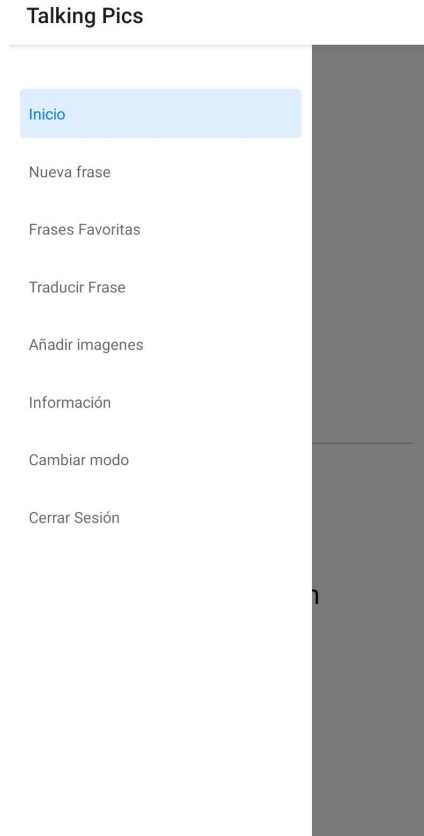 Talking Pics
Inicio
Nueva frase
Frases Favoritas
Traducir Frase
Añadir imagenes
Información
Cambiar modo
Cerrar Sesión